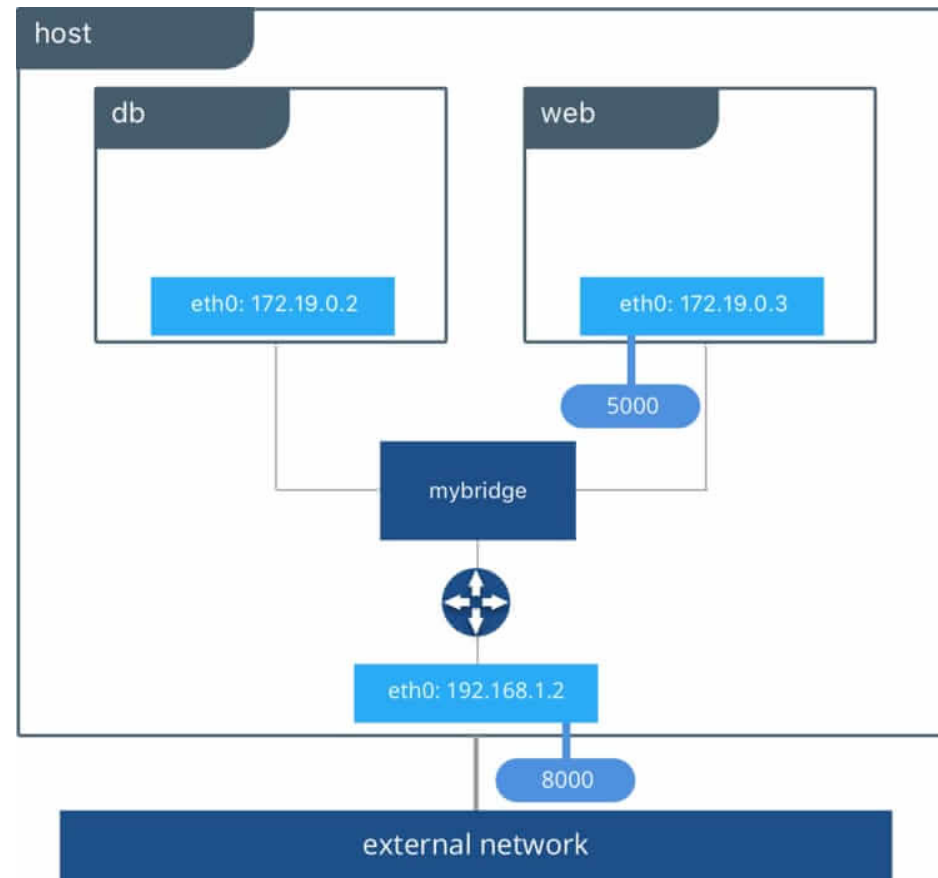 host
db
web
eth0: 172.19.0.2
eth0: 172.19.0.3
5000
mybridge
eth0: 192.168.1.2
8000
external network